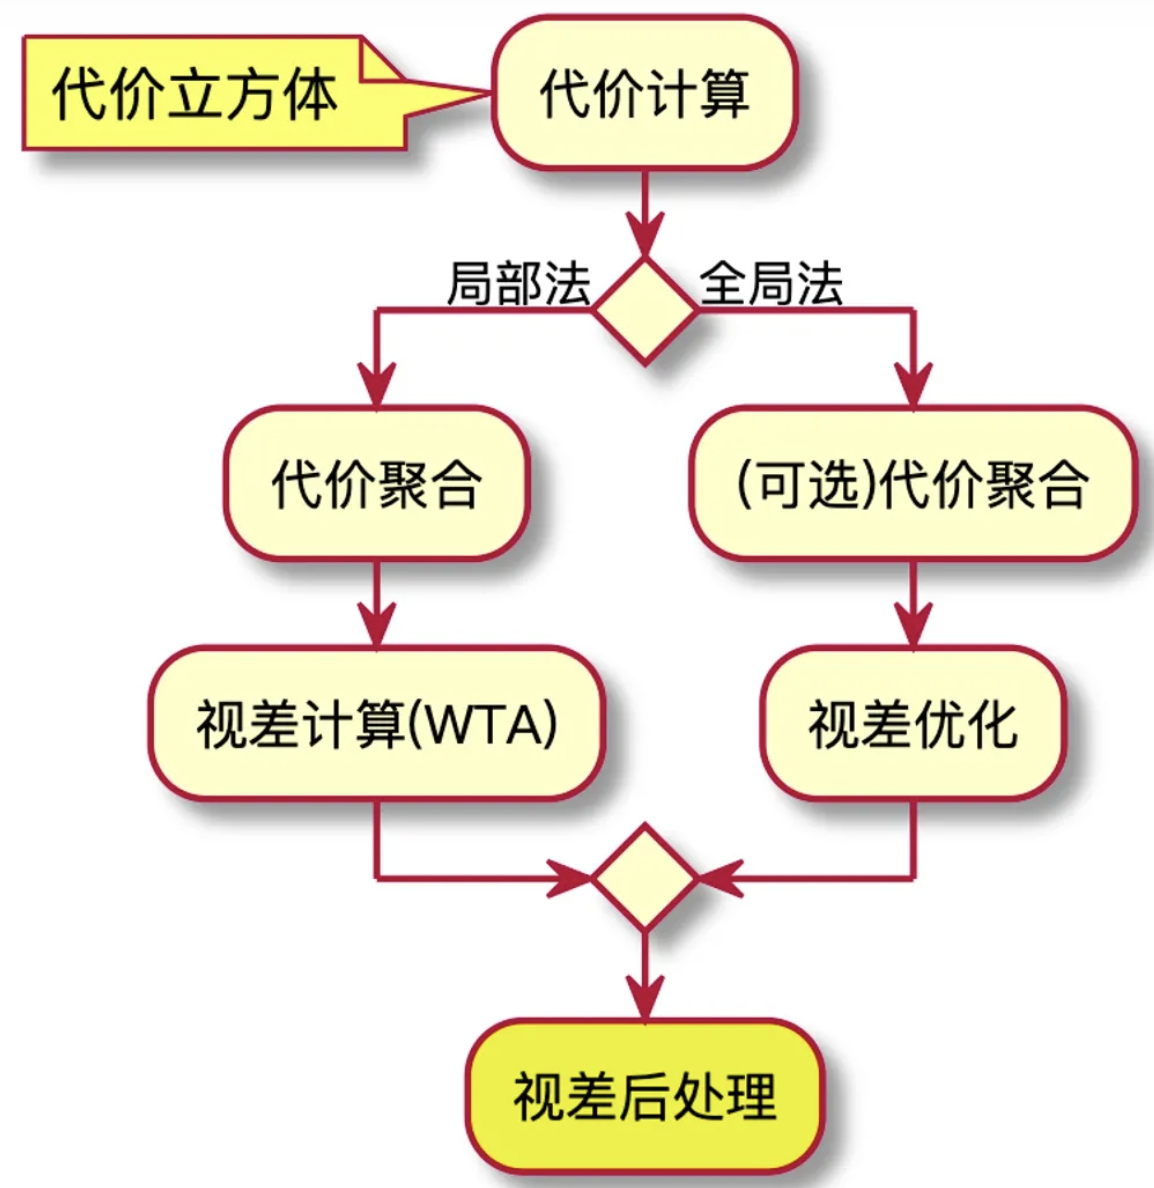 代价立方体
代价计算
局部法
全局法
代价聚合
(可选)代价聚合
视差计算(WTA)
视差优化
视差后处理